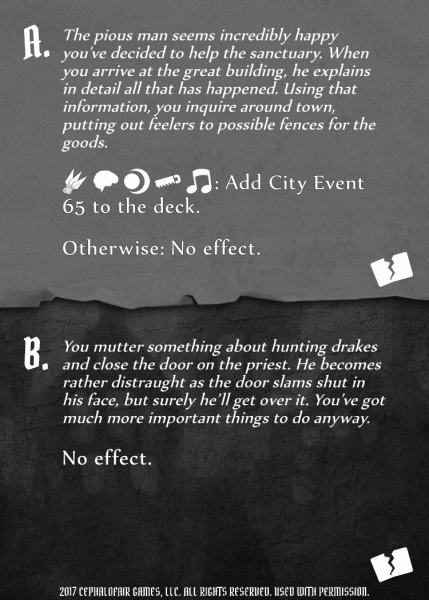 A. The pious man seems incredibly happy
you've decided to help the sanctuary. When
you arrive at the great building, he explains
in detail all that has happened. Using that
information, you inquire around town,
putting out feelers to possible fences for the
goods.
: Add City Event
65 to the deck.
Otherwise: No effect.
B. You mutter something about hunting drakes
and close the door on the priest. He becomes
rather distraught as the door slams shut in
his face, but surely he'll get over it. You've got
much more important things to do anyway.
No effect.
2017 CEPHALOFAIR GAMES, LLC. ALL RIGHTS RESERVED. USED WITH PERMISSION.